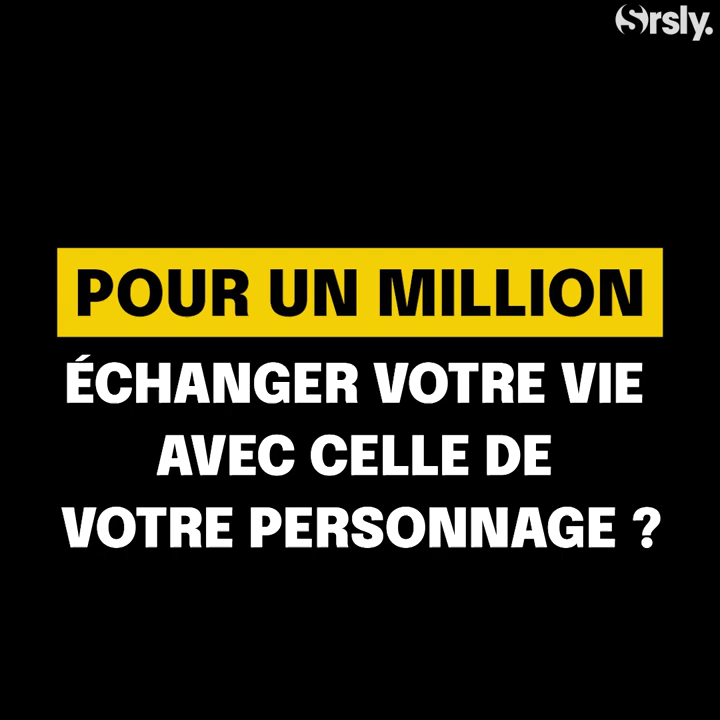 Srsly.
POUR UN MILLION
ÉCHANGER VOTRE VIE
AVEC CELLE DE
VOTRE PERSONNAGE ?